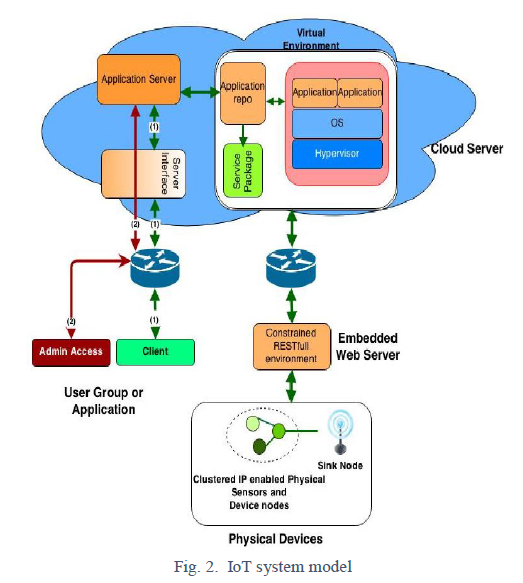 Virtual
Environment
Application Server
Application
repo
Application
Application
OS
Hypervisor
Cloud Server
(1)
Server
Interface
Service
Package
(2)
(1)
(2)
(1)
Admin Access
Client
Constrained
RESTfull
environment
Embedded
Web Server
User Group or
Application
Sink Node
Clustered IP enabled Physical
Sensors and
Device nodes
Physical Devices
Fig. 2. IoT system model